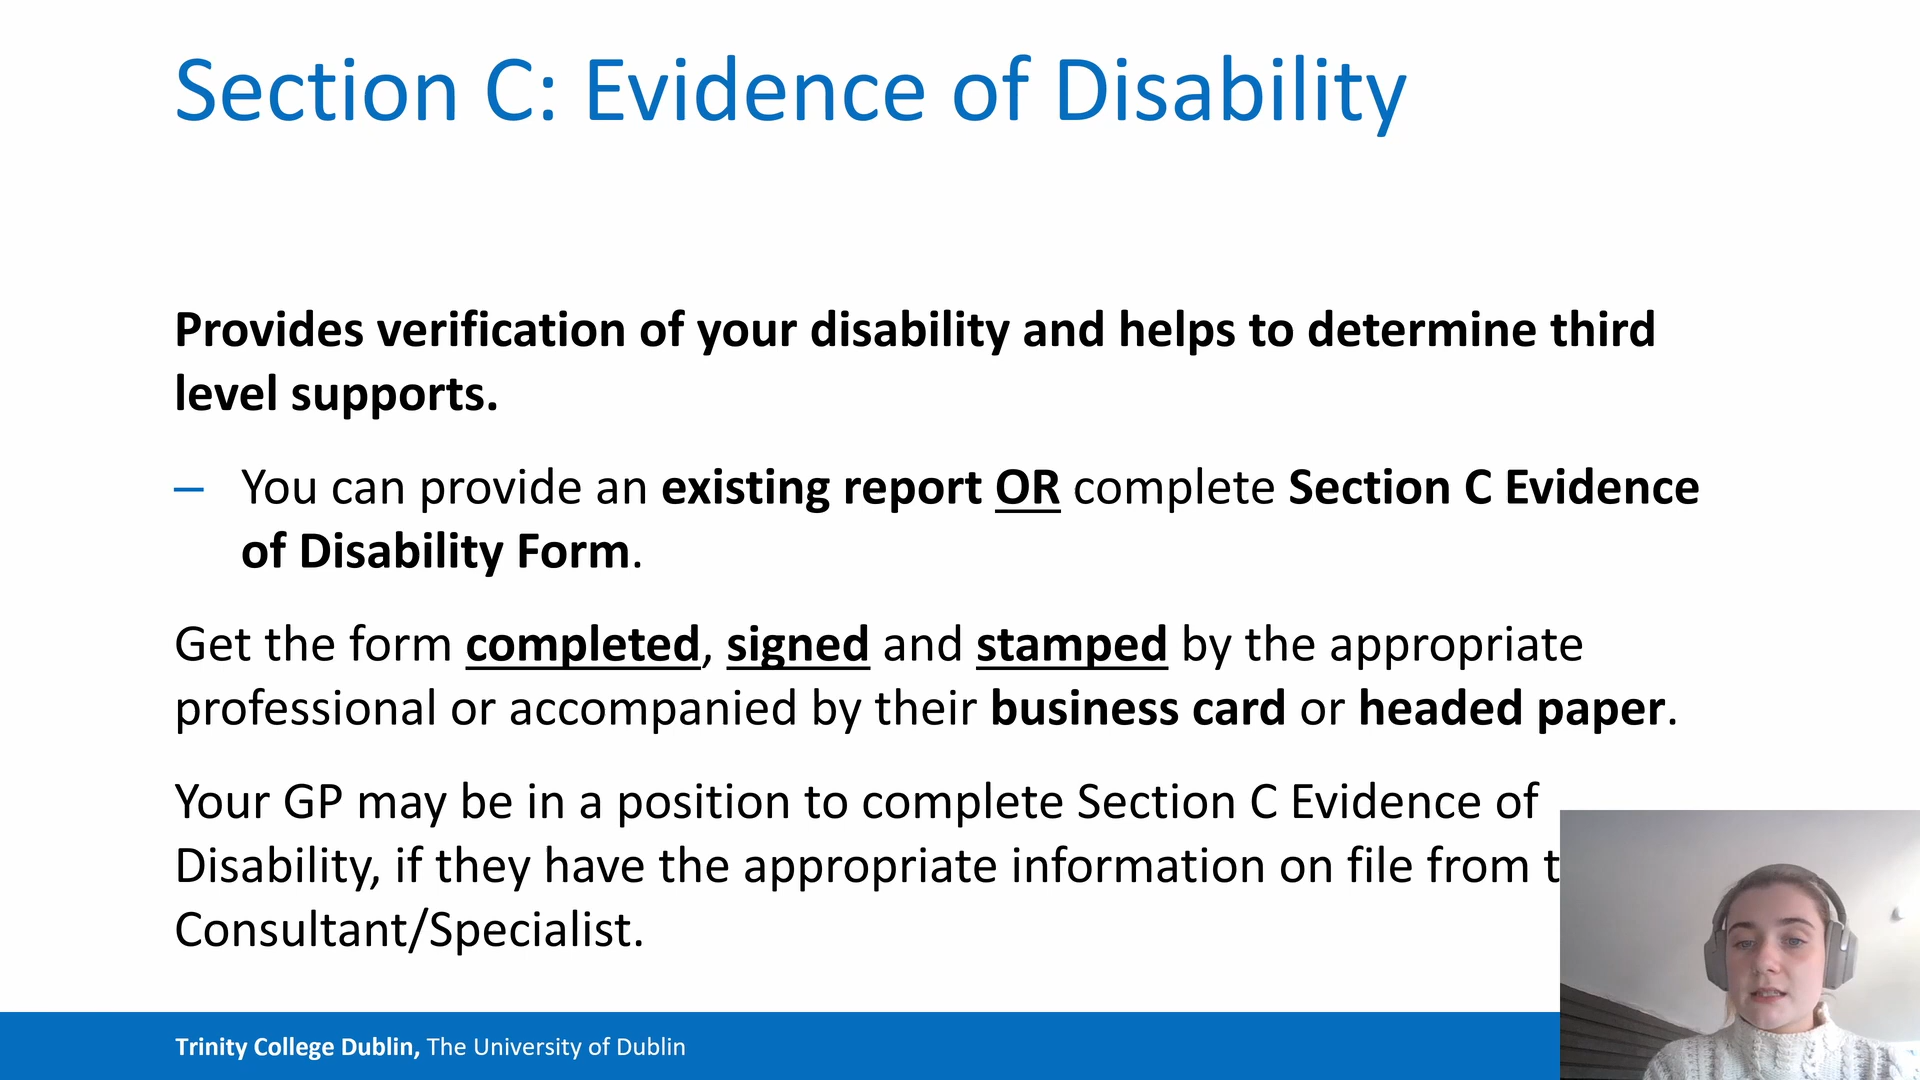 Section C: Evidence of Disability
Provides verification of your disability and helps to determine third
level supports.
– You can provide an existing report OR complete Section C Evidence
of Disability Form.
Get the form completed, signed and stamped by the appropriate
professional or accompanied by their business card or headed paper.
Your GP may be in a position to complete Section C Evidence of
Disability, if they have the appropriate information on file from
Consultant/Specialist.
Trinity College Dublin, The University of Dublin